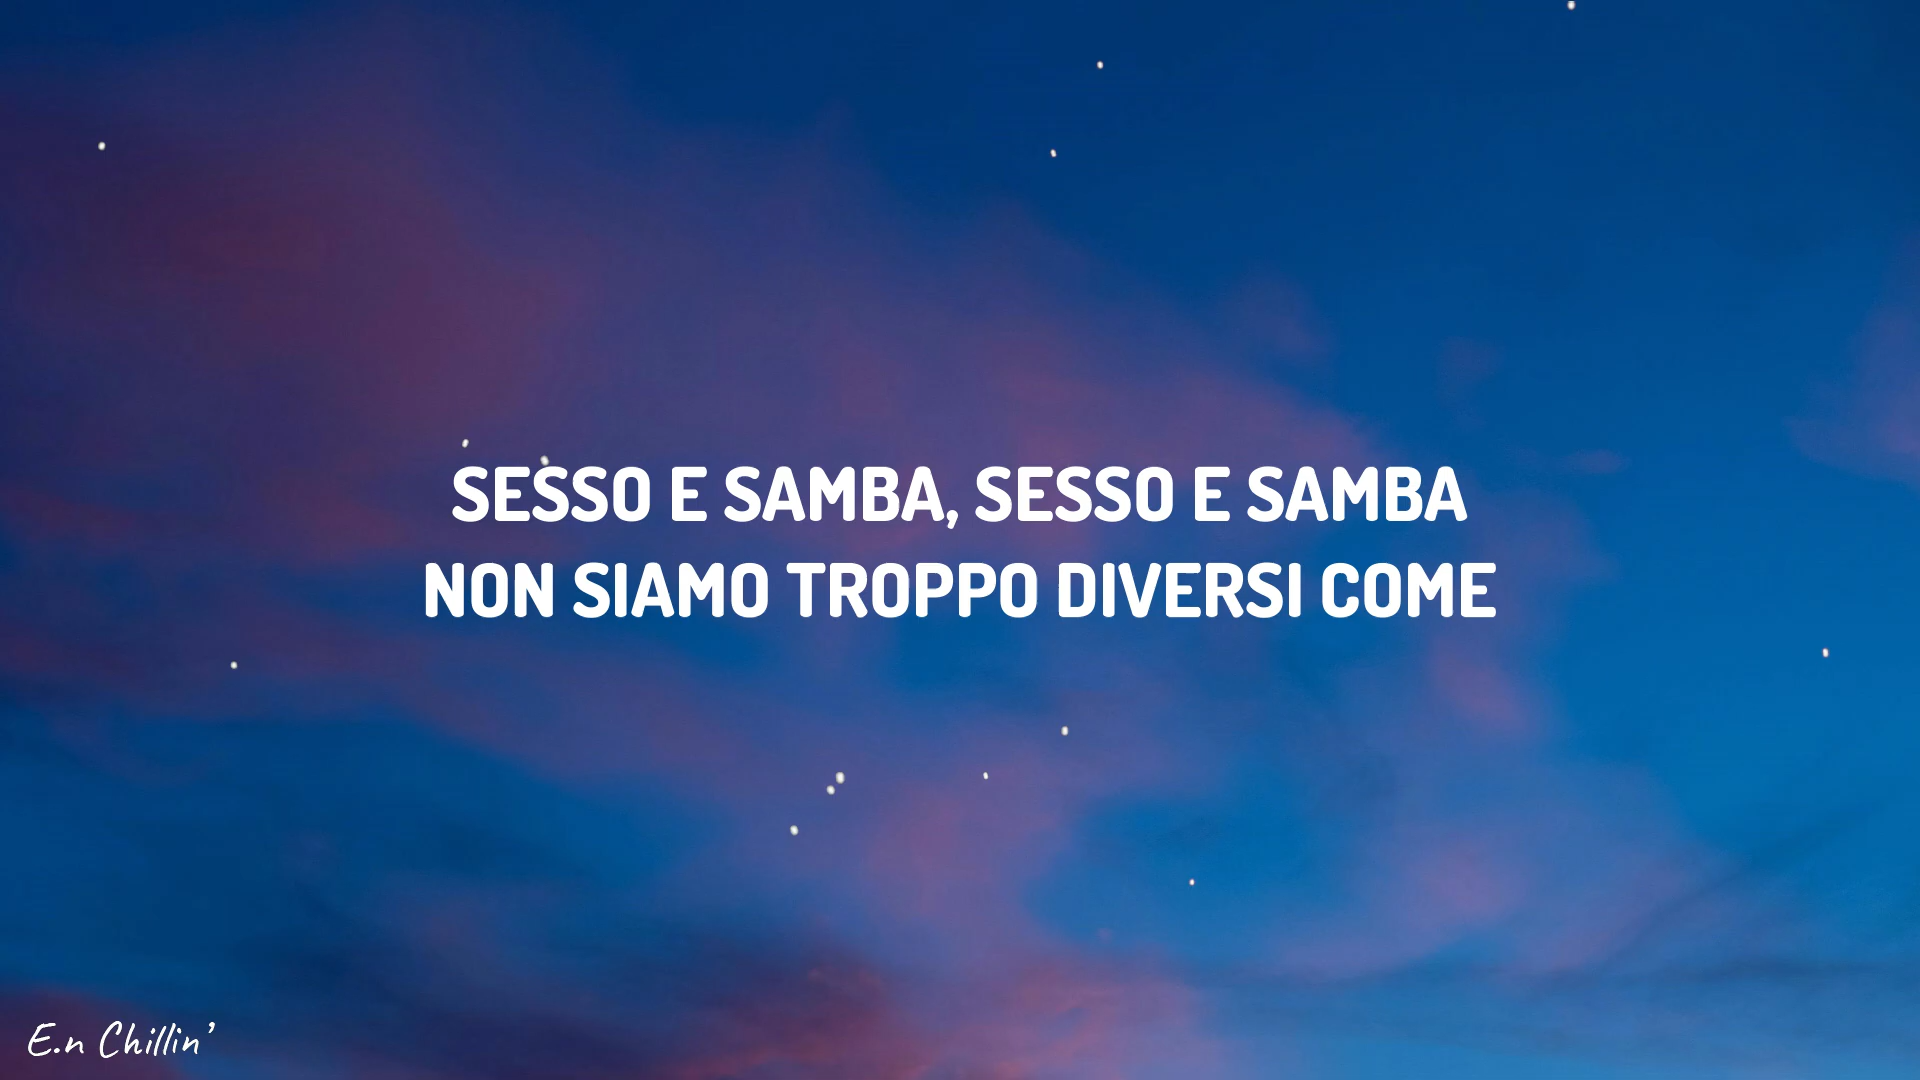 SESSO E SAMBA, SESSO E SAMBA
NON SIAMO TROPPO DIVERSI COME
E.n Chillin'